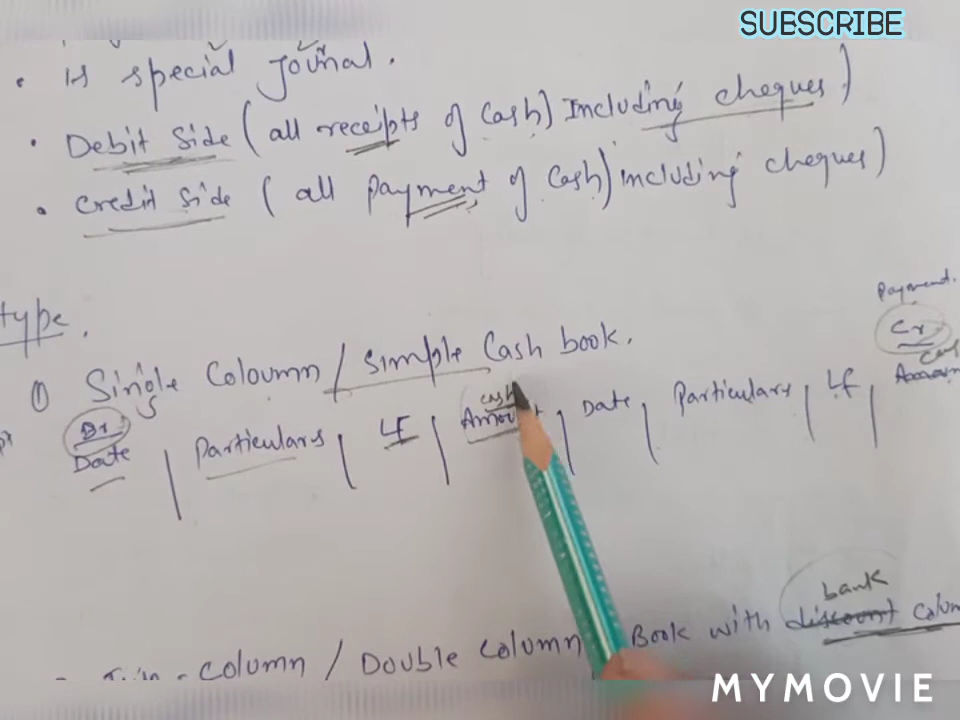 SUBSCRIBE
• is special Journal.
• Debit Side (all receipts of Cash) Including cheques)
• Credit Side (all Payment of Cash) including cheques)
type.
Payment.
① Single Coloumn / Simple Cash book.
Dr Cash Cr Cash
Date | Particulars | LF | Amount | Date | Particulars | LF |
bank
Column / Double Column Book with discount
MYMOVIE